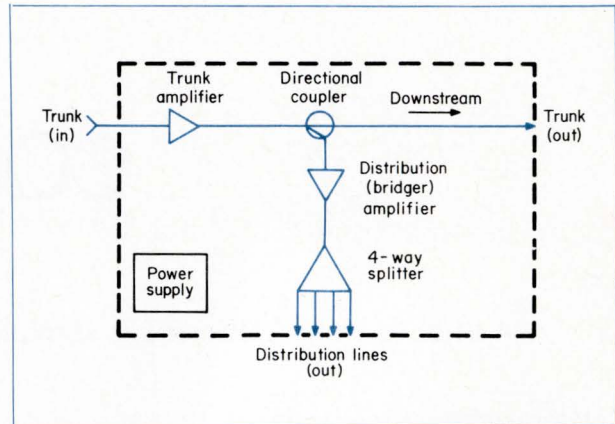 Trunk
amplifier
Directional
coupler
Downstream
Trunk
(in)
Trunk
(out)
Distribution
(bridger)
amplifier
4-way
splitter
Power
supply
Distribution lines
(out)